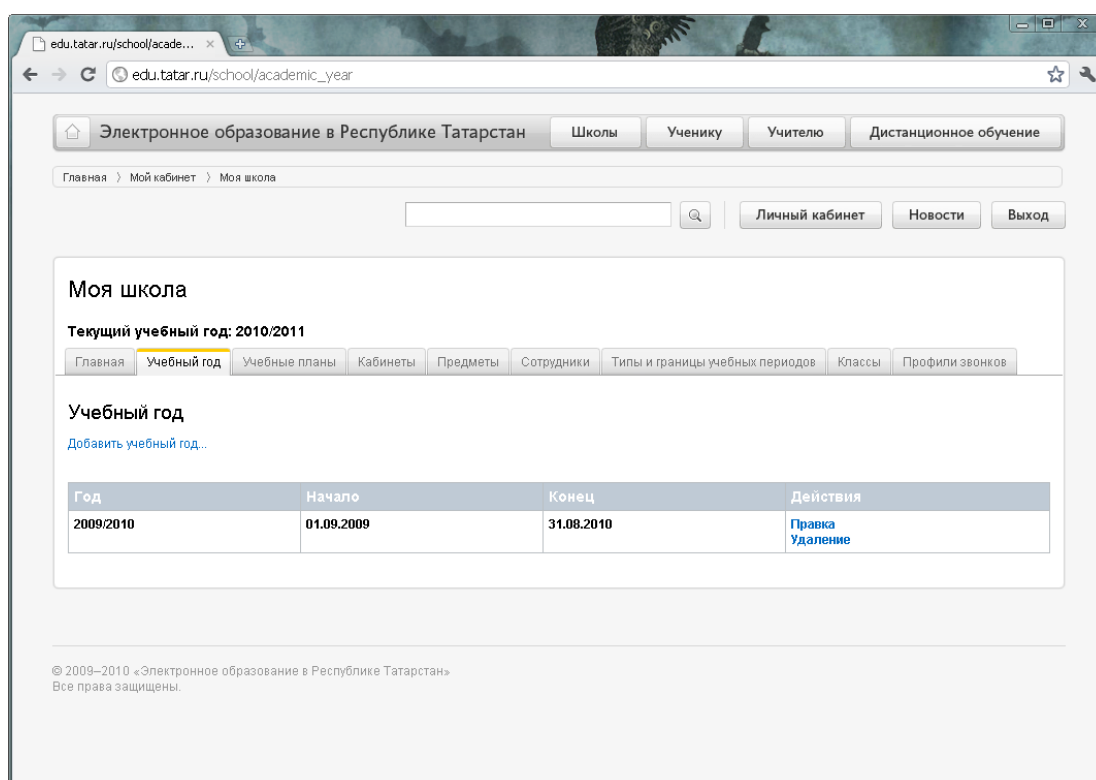 edu.tatar.ru/school/acade...
edu.tatar.ru/school/academic_year
Электронное образование в Республике Татарстан Школы Ученику Учителю Дистанционное обучение
Главная 〉 Мой кабинет 〉 Моя школа
Личный кабинет Новости Выход
Моя школа
Текущий учебный год: 2010/2011
Главная Учебный год Учебные планы Кабинеты Предметы Сотрудники Типы и границы учебных периодов Классы Профили звонков
Учебный год
Добавить учебный год...
Год Начало Конец Действия
2009/2010 01.09.2009 31.08.2010 Правка
Удаление
© 2009–2010 «Электронное образование в Республике Татарстан»
Все права защищены.